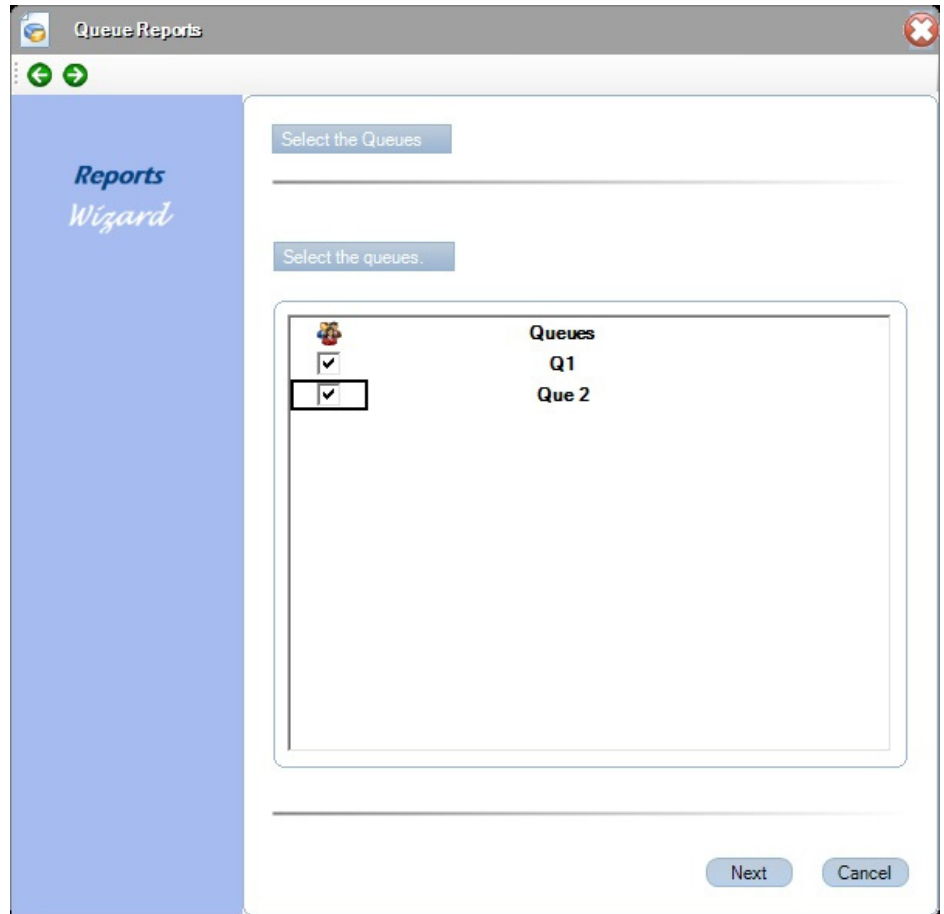 Queue Reports
Reports
Wizard
Select the Queues
Select the queues.
Queues
Q1
Que 2
Next
Cancel